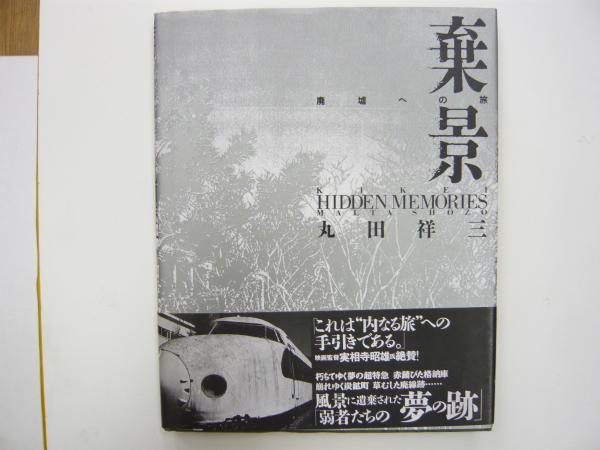 棄景
廃墟への旅
KIKEI
HIDDEN MEMORIES
MALTA SHOZO
丸田祥三
「これは“内なる旅”への
手引きである。」
映画監督 実相寺昭雄氏絶賛!
朽ちてゆく夢の超特急 赤錆びた格納庫
崩れゆく炭鉱町 草むした廃線跡……
風景に遺棄された
「弱者たちの夢の跡」